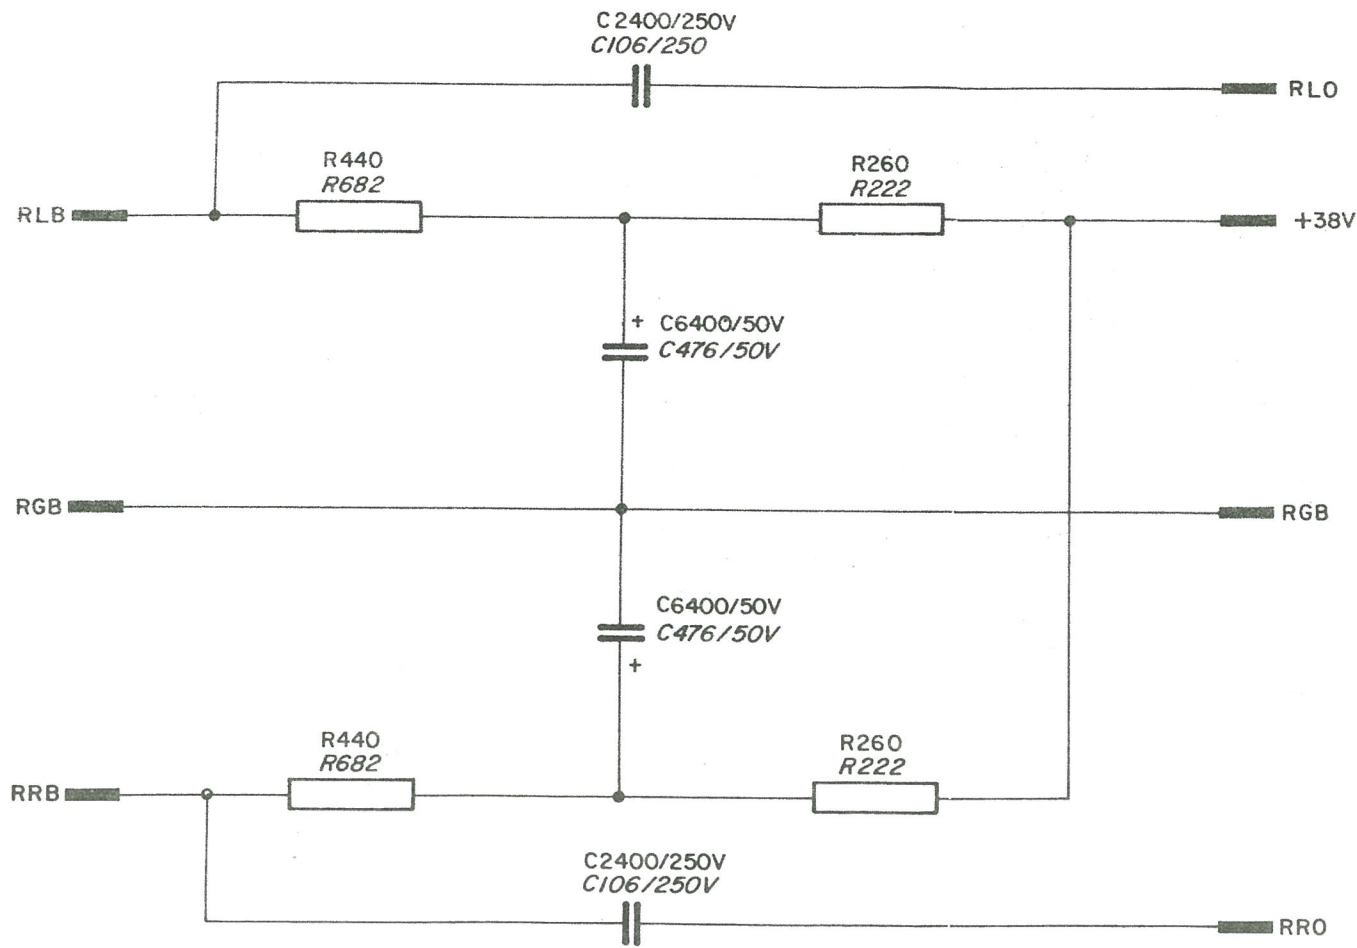 C2400/250V
C106/250
RLO
R440
R682
R260
R222
RLB
+38V
+ C6400/50V
C476/50V
RGB
RGB
C6400/50V
C476/50V
+
R440
R682
R260
R222
RRB
C2400/250V
C106/250V
RRO